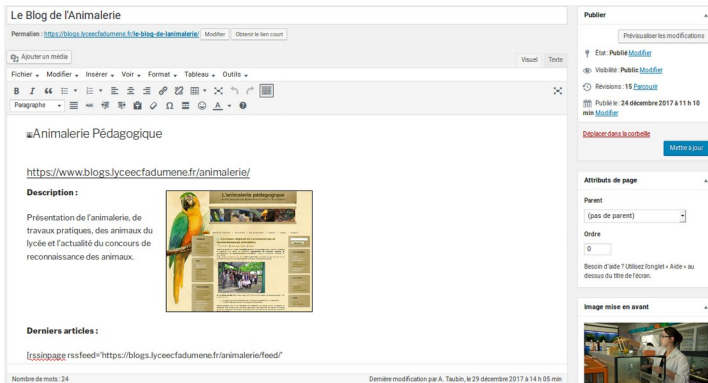 Le Blog de l'Animalerie
Permalien : https://blogs.lyceecfadumene.fr/le-blog-de-lanimalerie/ Modifier Obtenir le lien court
Ajouter un média
Visuel Texte
Fichier Modifier Insérer Voir Format Tableau Outils
Paragraphe
Animalerie Pédagogique
https://www.blogs.lyceecfadumene.fr/animalerie/
Description :
Présentation de l'animalerie, de
travaux pratiques, des animaux du
lycée et l'actualité du concours de
reconnaissance des animaux.
L'animalerie pédagogique
Derniers articles :
[rssinpage rssfeed='https://blogs.lyceecfadumene.fr/animalerie/feed/'
Nombre de mots : 24
Dernière modification par A. Taubin, le 29 décembre 2017 à 14 h 05 min
Publier
Prévisualiser les modifications
État : Publié Modifier
Visibilité : Public Modifier
Révisions : 15 Parcourir
Publié le : 24 décembre 2017 à 11 h 10
min Modifier
Déplacer dans la corbeille
Mettre à jour
Attributs de page
Parent
(pas de parent)
Ordre
0
Besoin d'aide ? Utilisez l'onglet « Aide » au
dessus du titre de l'écran.
Image mise en avant